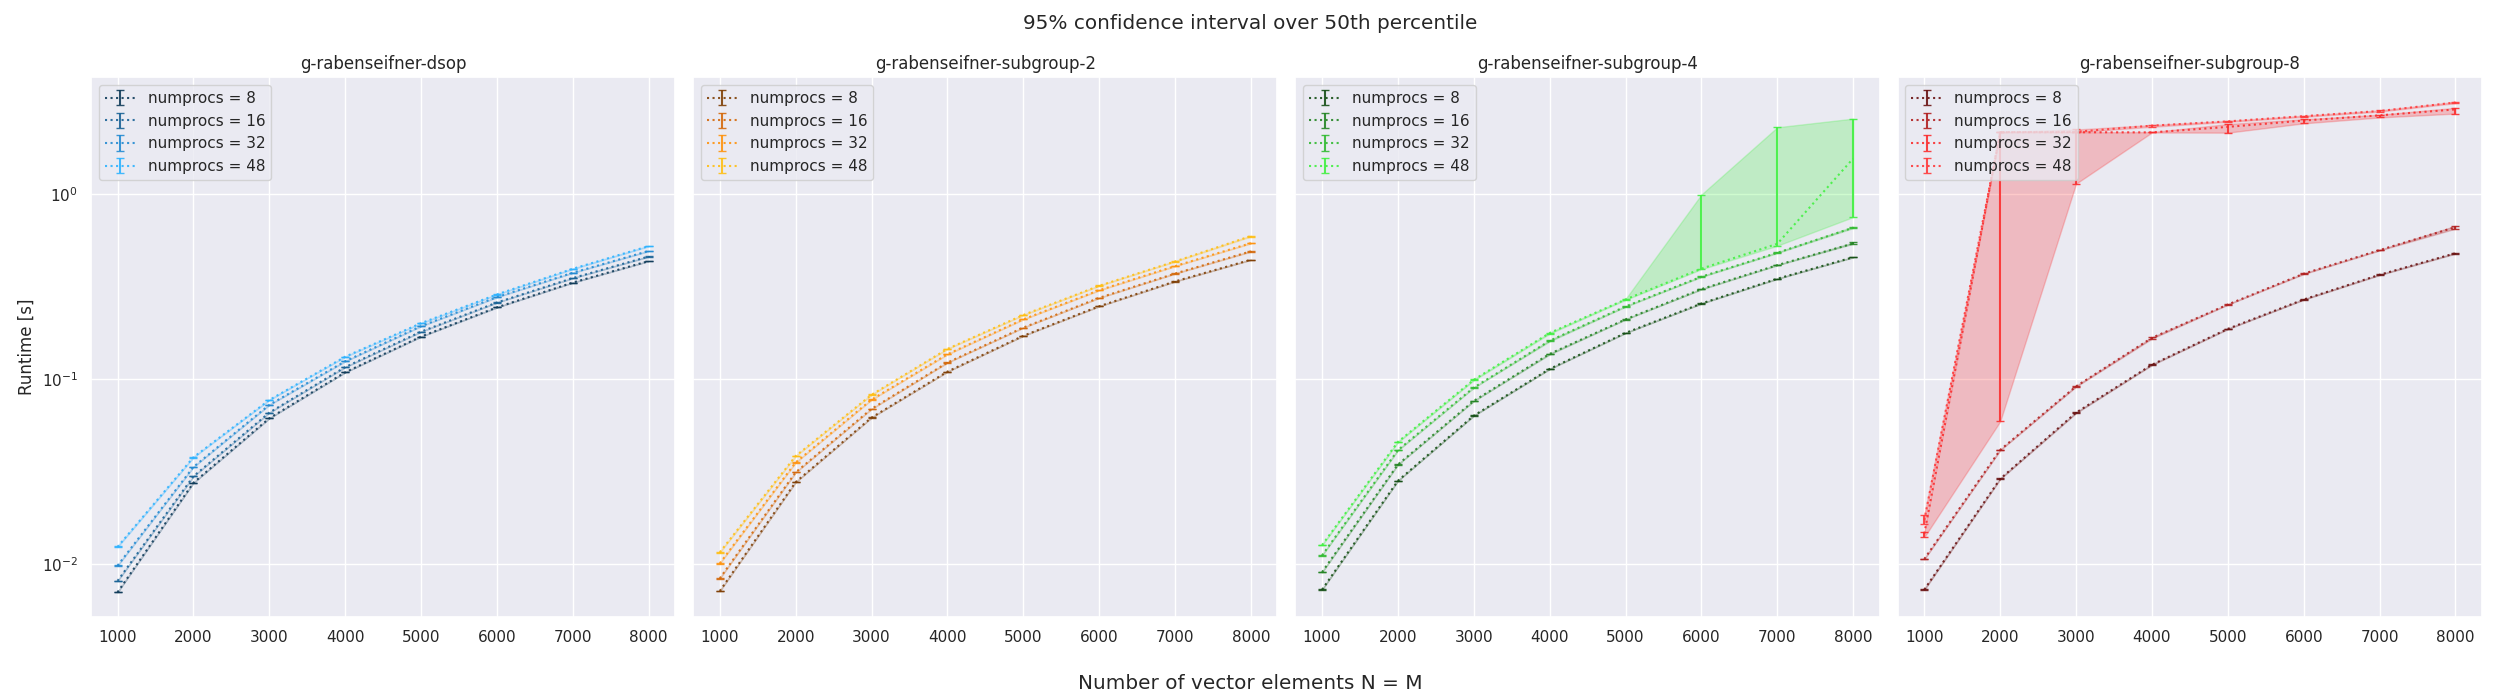 95% confidence interval over 50th percentile
g-rabenseifner-dsop
g-rabenseifner-subgroup-2
g-rabenseifner-subgroup-4
g-rabenseifner-subgroup-8
numprocs = 8
numprocs = 16
numprocs = 32
numprocs = 48
numprocs = 8
numprocs = 16
numprocs = 32
numprocs = 48
numprocs = 8
numprocs = 16
numprocs = 32
numprocs = 48
numprocs = 8
numprocs = 16
numprocs = 32
numprocs = 48
Runtime [s]
10⁰
10⁻¹
10⁻²
1000 2000 3000 4000 5000 6000 7000 8000
1000 2000 3000 4000 5000 6000 7000 8000
1000 2000 3000 4000 5000 6000 7000 8000
1000 2000 3000 4000 5000 6000 7000 8000
Number of vector elements N = M